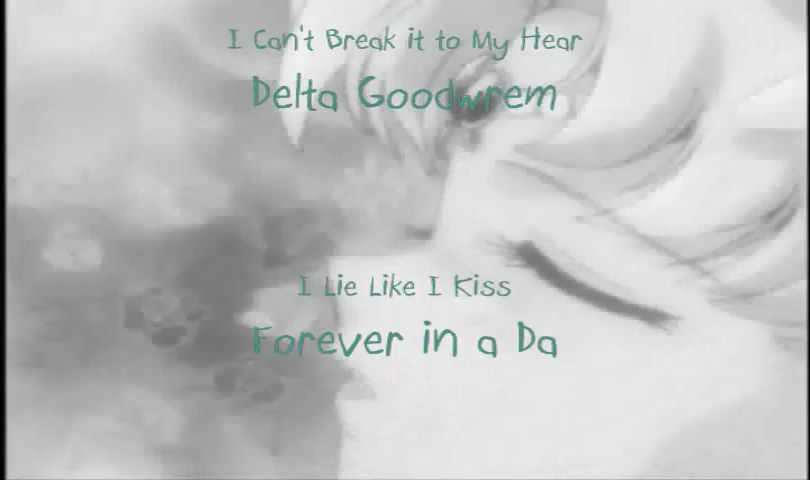 I Can't Break it to My Hear
Delta Goodwrem
I Lie Like I Kiss
Forever in a Da